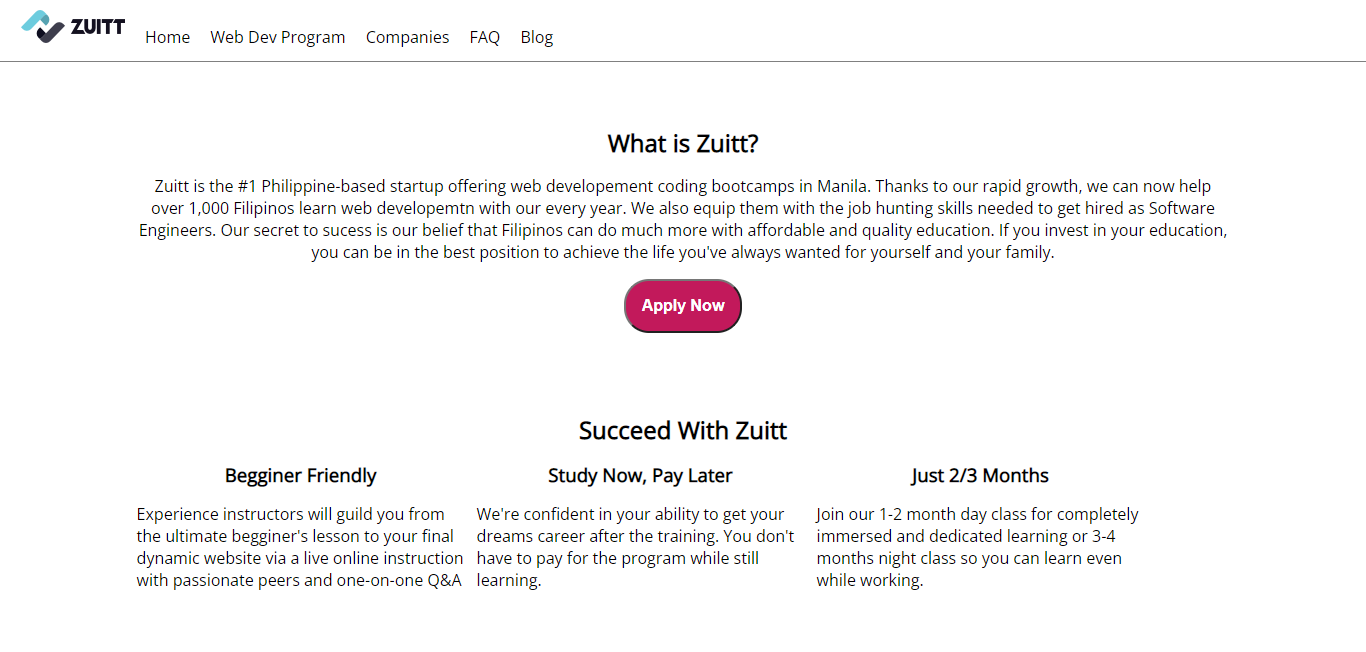 ZUITT
Home Web Dev Program Companies FAQ Blog
What is Zuitt?
Zuitt is the #1 Philippine-based startup offering web developement coding bootcamps in Manila. Thanks to our rapid growth, we can now help
over 1,000 Filipinos learn web developemtn with our every year. We also equip them with the job hunting skills needed to get hired as Software
Engineers. Our secret to sucess is our belief that Filipinos can do much more with affordable and quality education. If you invest in your education,
you can be in the best position to achieve the life you've always wanted for yourself and your family.
Apply Now
Succeed With Zuitt
Begginer Friendly
Experience instructors will guild you from
the ultimate begginer's lesson to your final
dynamic website via a live online instruction
with passionate peers and one-on-one Q&A
Study Now, Pay Later
We're confident in your ability to get your
dreams career after the training. You don't
have to pay for the program while still
learning.
Just 2/3 Months
Join our 1-2 month day class for completely
immersed and dedicated learning or 3-4
months night class so you can learn even
while working.